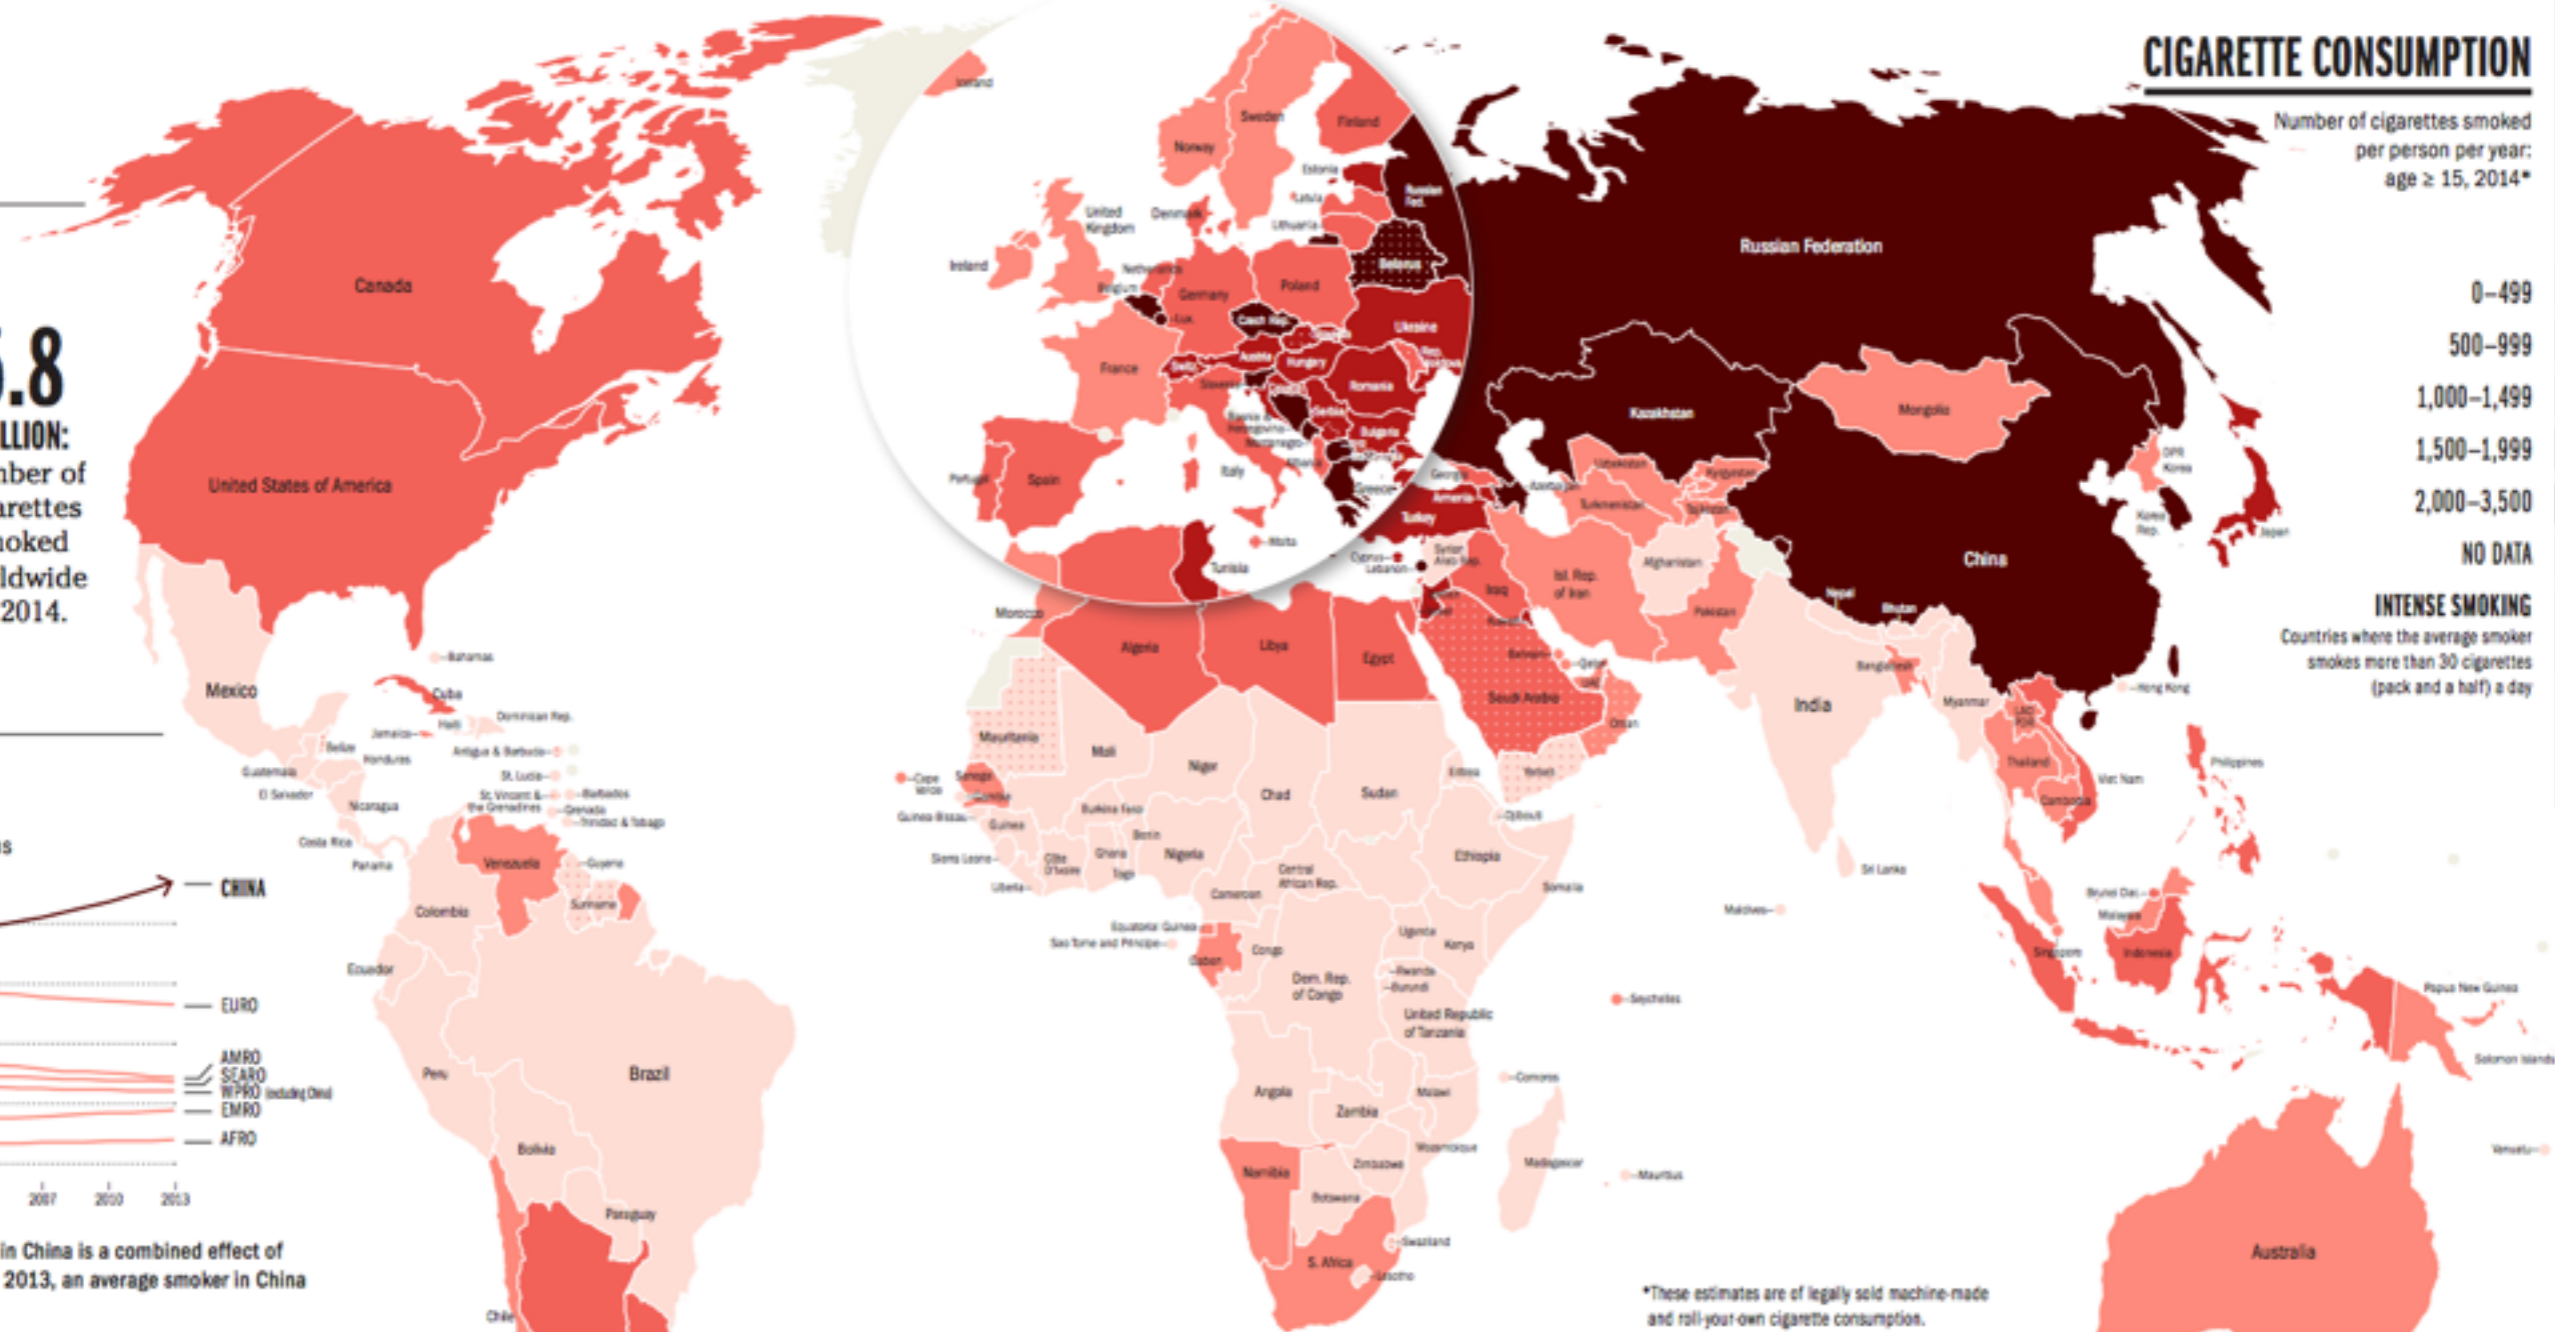 CIGARETTE CONSUMPTION
Number of cigarettes smoked
per person per year:
age ≥ 15, 2014*
0–499
500–999
1,000–1,499
1,500–1,999
2,000–3,500
NO DATA
INTENSE SMOKING
Countries where the average smoker
smokes more than 30 cigarettes
(pack and a half) a day
.8
LLION:
mber of
arettes
moked
ldwide
2014.
s
CHINA
EURO
AMRO
SEARO
WPRO (excluding China)
EMRO
AFRO
2007
2010
2013
in China is a combined effect of
2013, an average smoker in China
Canada
United States of America
Mexico
Bahamas
Cuba
Jamaica
Haiti
Dominican Rep.
Belize
Honduras
Antigua & Barbuda
Guatemala
St. Lucia
El Salvador
St. Vincent &
the Grenadines
Barbados
Nicaragua
Grenada
Trinidad & Tobago
Costa Rica
Panama
Venezuela
Guyana
Suriname
Colombia
Ecuador
Peru
Brazil
Bolivia
Paraguay
Chile
Iceland
Sweden
Finland
Norway
Estonia
Latvia
Russian
Fed.
United
Kingdom
Denmark
Lithuania
Ireland
Netherlands
Belarus
Belgium
Germany
Poland
Lux.
Czech Rep.
Ukraine
Austria
Hungary
France
Switz.
Slovenia
Croatia
Romania
Serbia
Bosnia &
Herzegovina
Montenegro
Bulgaria
Albania
Portugal
Spain
Italy
Greece
Malta
Tunisia
Russian Federation
Kazakhstan
Mongolia
DPR
Korea
Korea
Rep.
Japan
Georgia
Azerbaijan
Armenia
Turkey
Uzbekistan
Kyrgyzstan
Turkmenistan
Tajikistan
Cyprus
Lebanon
Syrian
Arab Rep.
Afghanistan
China
Isl. Rep.
of Iran
Iraq
Kuwait
Pakistan
Nepal
Bhutan
Bahrain
Qatar
UAE
Saudi Arabia
Oman
Yemen
India
Bangladesh
Myanmar
Hong Kong
Lao
PDR
Thailand
Viet Nam
Cambodia
Philippines
Sri Lanka
Maldives
Brunei Dar.
Malaysia
Singapore
Indonesia
Papua New Guinea
Solomon Islands
Vanuatu
Australia
Morocco
Algeria
Libya
Egypt
Mauritania
Mali
Niger
Chad
Sudan
Eritrea
Cape
Verde
Senegal
Gambia
Guinea-Bissau
Guinea
Burkina Faso
Benin
Djibouti
Sierra Leone
Côte
D'Ivoire
Ghana
Togo
Nigeria
Ethiopia
Liberia
Cameroon
Central
African Rep.
Somalia
Equatorial Guinea
Sao Tome and Principe
Gabon
Congo
Uganda
Kenya
Dem. Rep.
of Congo
Rwanda
Burundi
Seychelles
United Republic
of Tanzania
Comoros
Angola
Malawi
Zambia
Mozambique
Zimbabwe
Madagascar
Mauritius
Namibia
Botswana
Swaziland
S. Africa
Lesotho
*These estimates are of legally sold machine-made
and roll-your-own cigarette consumption.